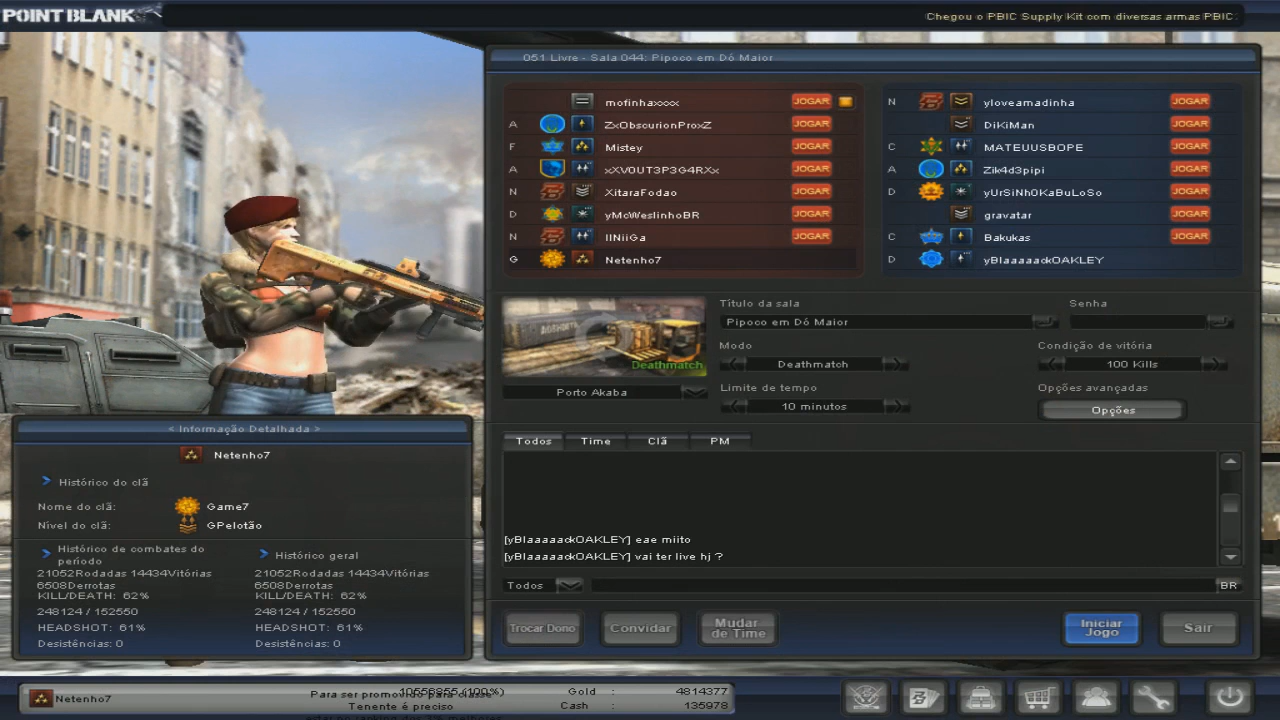 POINT BLANK
Chegou o PBIC Supply Kit com diversas armas PBIC.
051 Livre - Sala 044: Pipoco em Dó Maior
mofinhaxxxx JOGAR
A ZxObscurionProxZ JOGAR
F Mistey JOGAR
A xXV0UT3P3G4RXx JOGAR
N XitaraFodao JOGAR
D yMcWeslinhoBR JOGAR
N IINiiGa JOGAR
G Netenho7
N yloveamadinha JOGAR
DiKiMan JOGAR
C MATEUUSBOPE JOGAR
A Zik4d3pipi JOGAR
D yUrSiNh0KaBuLoSo JOGAR
gravatar JOGAR
C Bakukas JOGAR
D yBlaaaaackOAKLEY
Deathmatch
Porto Akaba
Título da sala
Senha
Pipoco em Dó Maior
Modo
Condição de vitória
Deathmatch
100 Kills
Limite de tempo
Opções avançadas
10 minutos
Opções
Todos Time Clã PM
[yBlaaaaackOAKLEY] eae miito
[yBlaaaaackOAKLEY] vai ter live hj ?
Todos
BR
Trocar Dono
Convidar
Mudar
de Time
Iniciar
Jogo
Sair
< Informação Detalhada >
Netenho7
Histórico do clã
Nome do clã: Game7
Nível do clã: GPelotão
Histórico de combates do
período
21052Rodadas 14434Vitórias
6508Derrotas
KILL/DEATH: 62%
248124 / 152550
HEADSHOT: 61%
Desistências: 0
Histórico geral
21052Rodadas 14434Vitórias
6508Derrotas
KILL/DEATH: 62%
248124 / 152550
HEADSHOT: 61%
Desistências: 0
Netenho7
Para ser promovido para classe
Tenente é preciso
Gold : 4814377
Cash : 135978